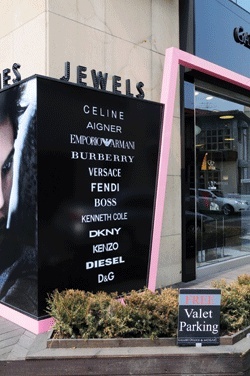 JEWELS
CELINE
AIGNER
EMPORIO ARMANI
BURBERRY
VERSACE
FENDI
BOSS
KENNETH COLE
DKNY
KENZO
DIESEL
D&G
FREE
Valet
Parking